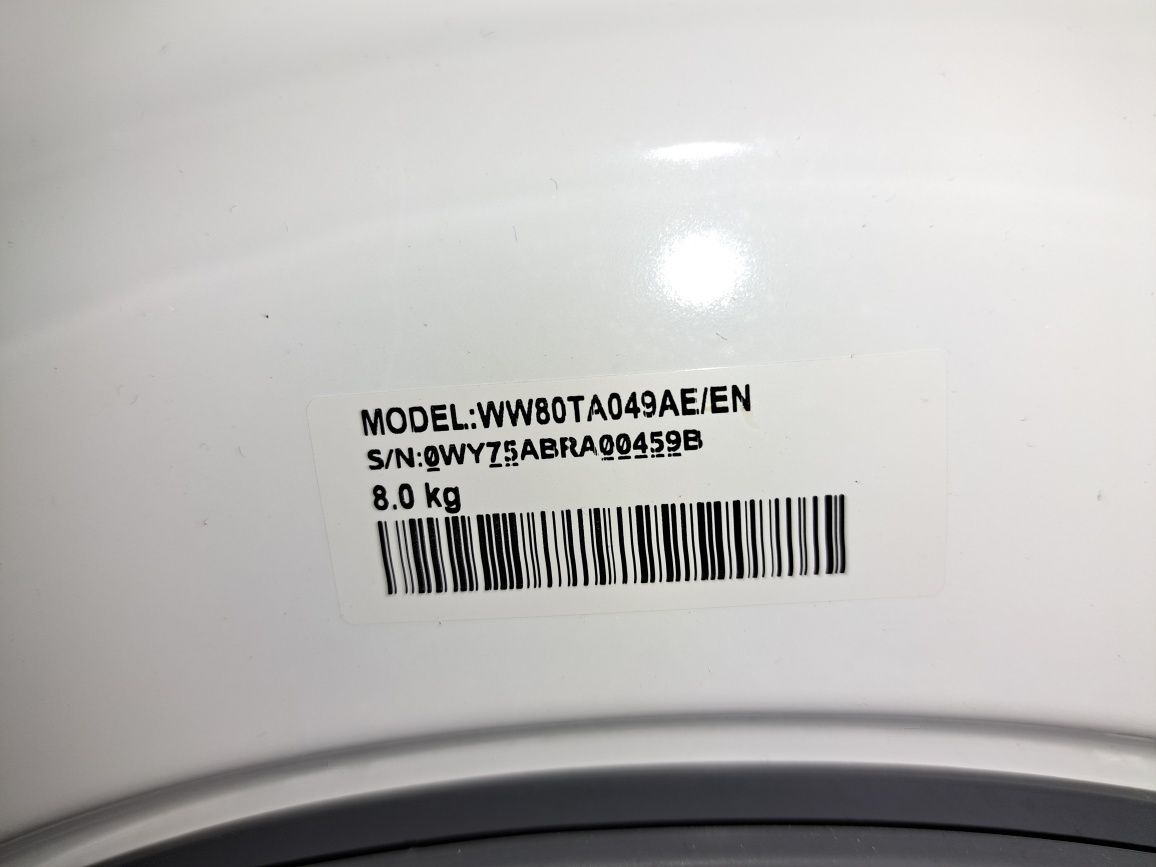 MODEL:WW80TA049AE/EN
S/N:0WY75ABRA00459B
8.0 kg